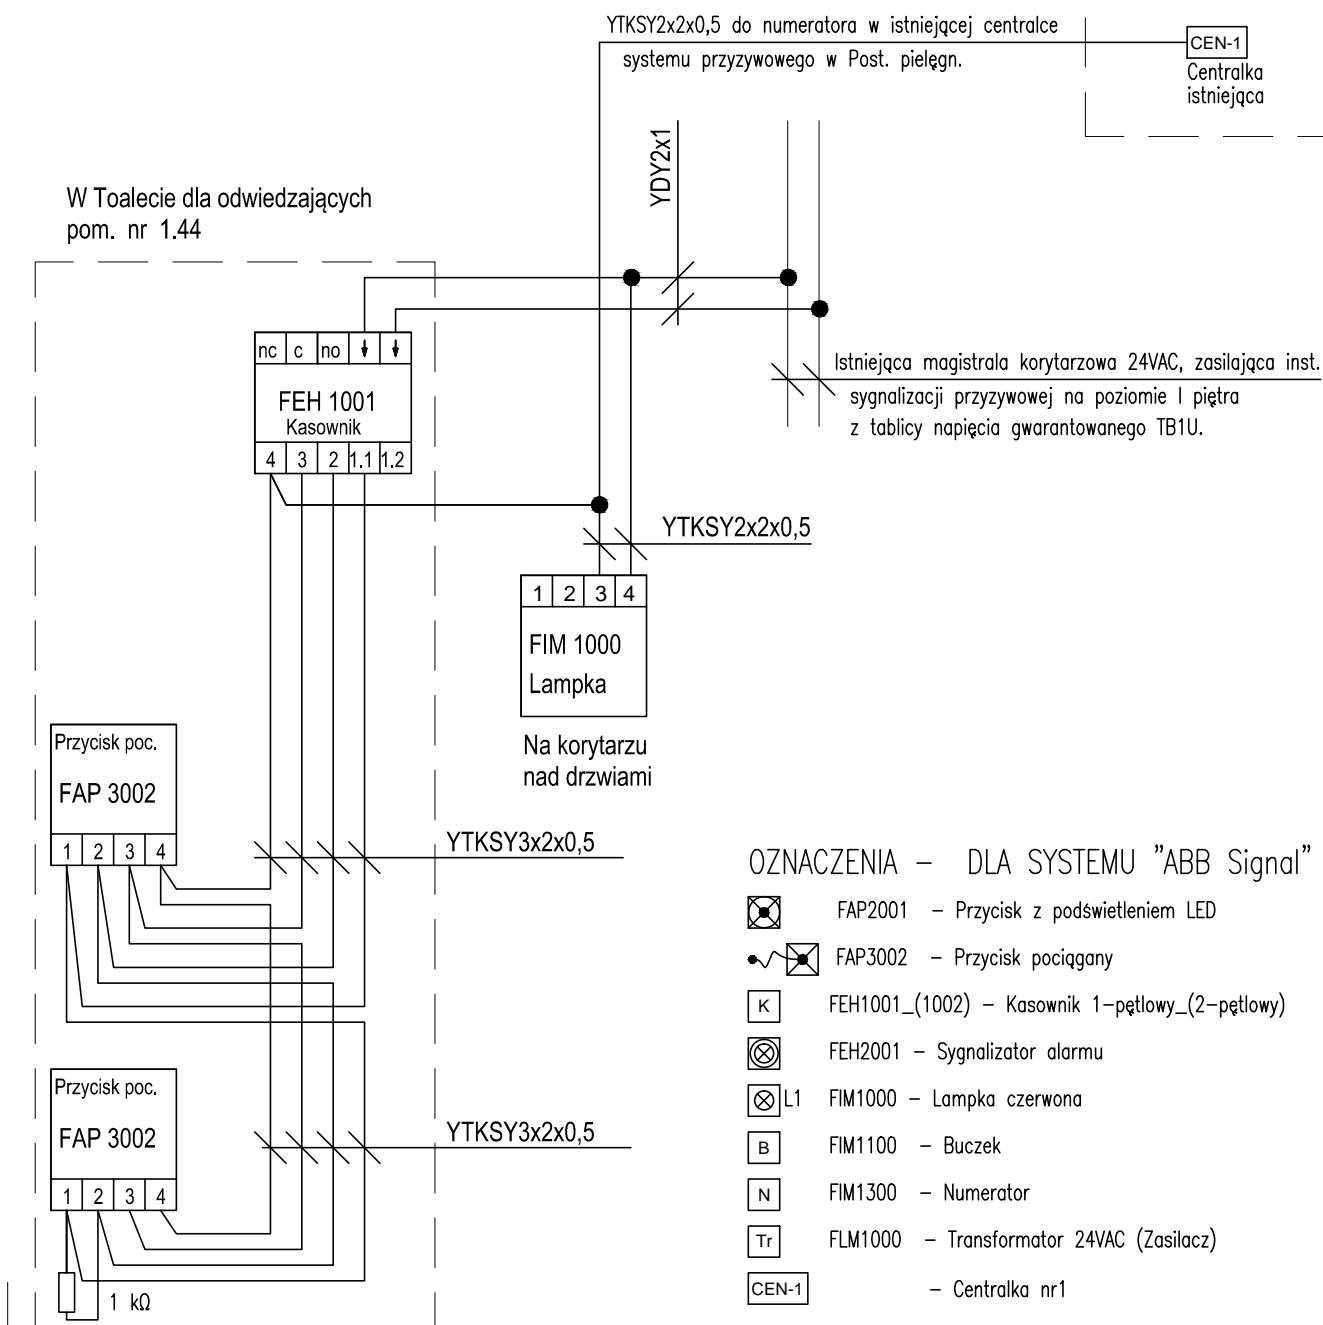 YTKSY2x2x0,5 do numeratora w istniejącej centralce
systemu przyzywowego w Post. pielęgn.
CEN-1
Centralka
istniejąca
YDY2x1
W Toalecie dla odwiedzających
pom. nr 1.44
nc c no
FEH 1001
Kasownik
4 3 2 1.1 1.2
Istniejąca magistrala korytarzowa 24VAC, zasilająca inst.
sygnalizacji przyzywowej na poziomie I piętra
z tablicy napięcia gwarantowanego TB1U.
YTKSY2x2x0,5
1 2 3 4
FIM 1000
Lampka
Na korytarzu
nad drzwiami
Przycisk poc.
FAP 3002
1 2 3 4
YTKSY3x2x0,5
Przycisk poc.
FAP 3002
1 2 3 4
YTKSY3x2x0,5
1 kΩ
OZNACZENIA – DLA SYSTEMU "ABB Signal"
FAP2001 – Przycisk z podświetleniem LED
FAP3002 – Przycisk pociągany
K FEH1001_(1002) – Kasownik 1–pętlowy_(2–pętlowy)
FEH2001 – Sygnalizator alarmu
L1 FIM1000 – Lampka czerwona
B FIM1100 – Buczek
N FIM1300 – Numerator
Tr FLM1000 – Transformator 24VAC (Zasilacz)
CEN-1 – Centralka nr1